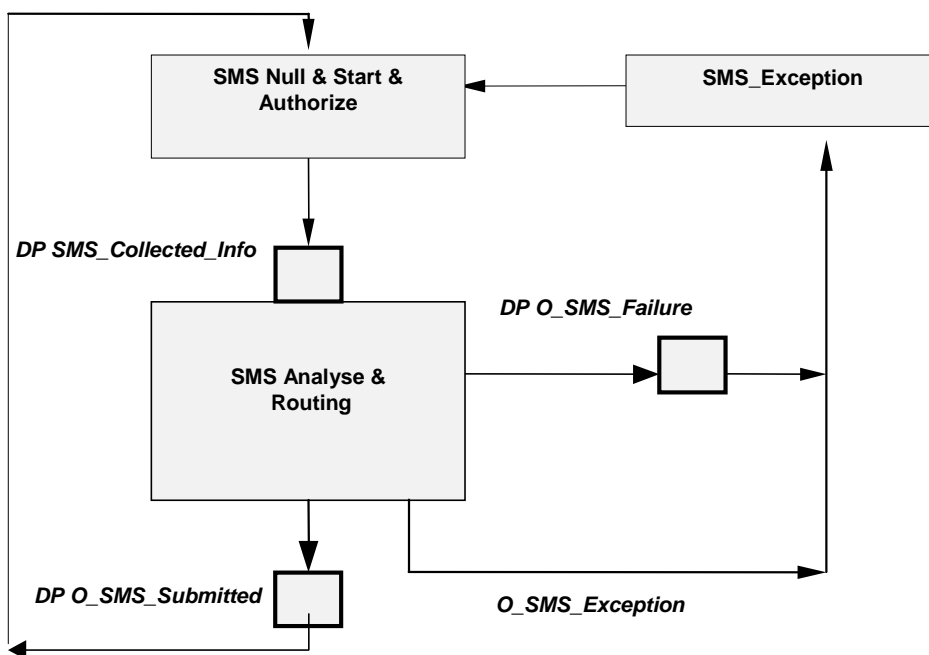 SMS Null & Start &
Authorize
SMS_Exception
DP SMS_Collected_Info
DP O_SMS_Failure
SMS Analyse &
Routing
DP O_SMS_Submitted
O_SMS_Exception